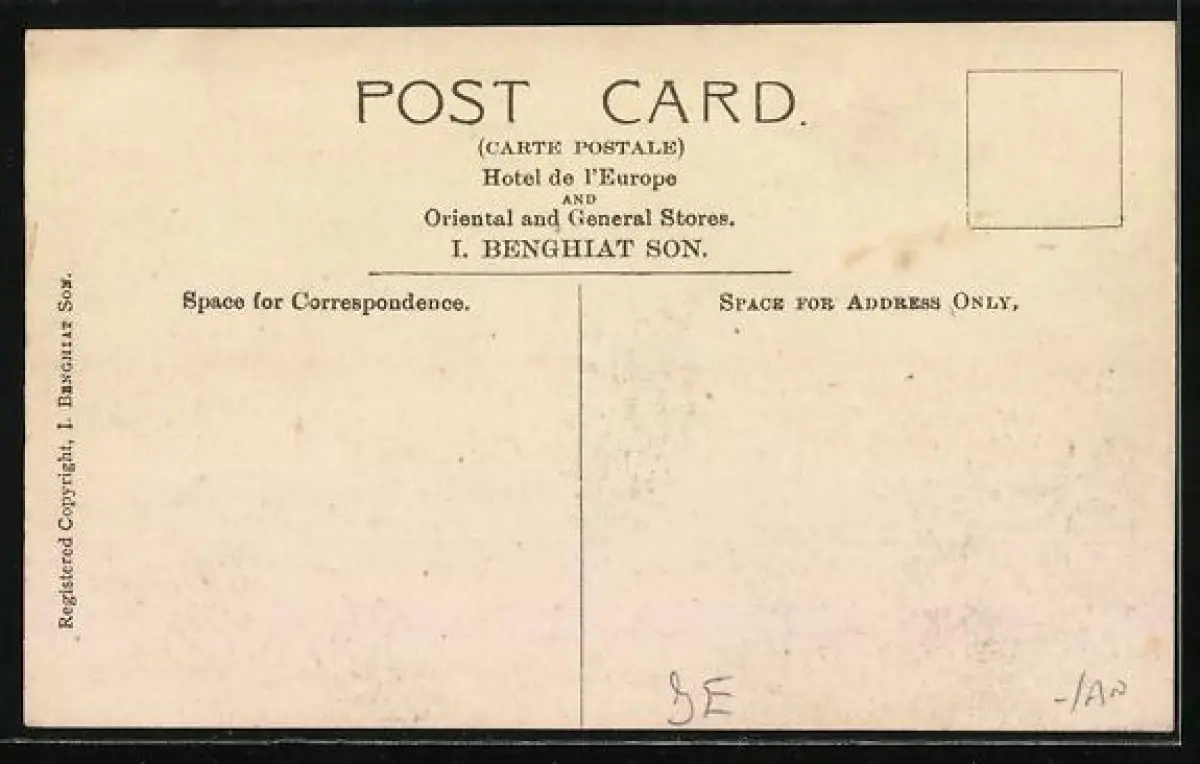 POST CARD.
(CARTE POSTALE)
Hotel de l'Europe
AND
Oriental and General Stores.
I. BENGHIAT SON.
Space for Correspondence.
SPACE FOR ADDRESS ONLY,
Registered Copyright, I. BENGHIAT SON.